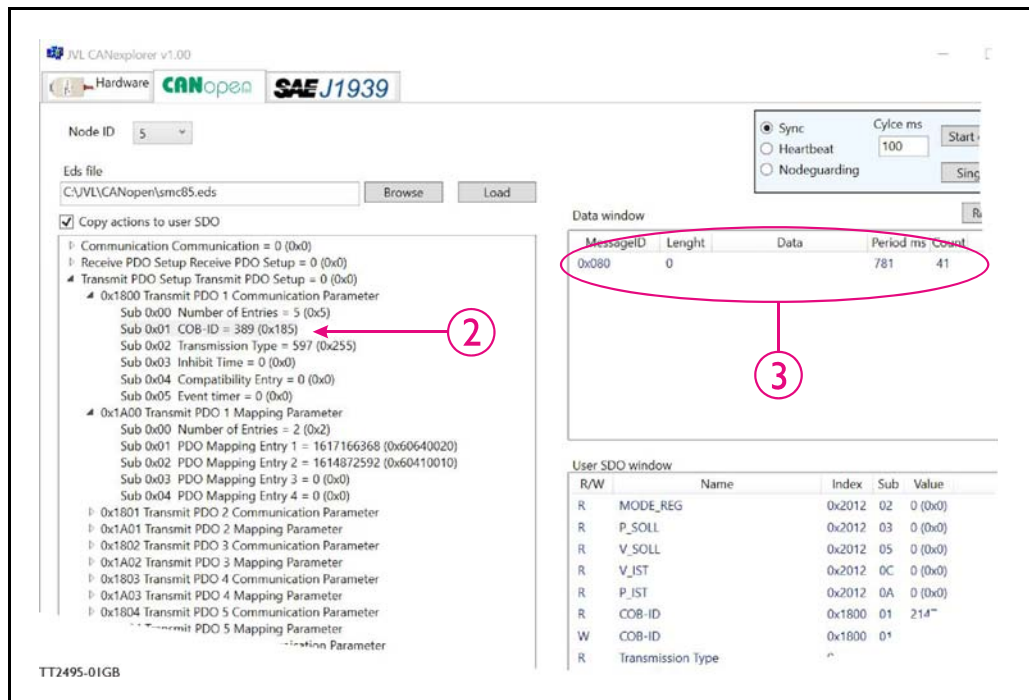 JVL CANexplorer v1.00
Hardware CANopen SAE J1939
Node ID 5
Sync
Heartbeat
Nodeguarding
Cylce ms
100
Start
Sing
Eds file
C:\JVL\CANopen\smc85.eds Browse Load
Copy actions to user SDO
Communication Communication = 0 (0x0)
Receive PDO Setup Receive PDO Setup = 0 (0x0)
Transmit PDO Setup Transmit PDO Setup = 0 (0x0)
0x1800 Transmit PDO 1 Communication Parameter
Sub 0x00 Number of Entries = 5 (0x5)
Sub 0x01 COB-ID = 389 (0x185)
Sub 0x02 Transmission Type = 597 (0x255)
Sub 0x03 Inhibit Time = 0 (0x0)
Sub 0x04 Compatibility Entry = 0 (0x0)
Sub 0x05 Event timer = 0 (0x0)
0x1A00 Transmit PDO 1 Mapping Parameter
Sub 0x00 Number of Entries = 2 (0x2)
Sub 0x01 PDO Mapping Entry 1 = 1617166368 (0x60640020)
Sub 0x02 PDO Mapping Entry 2 = 1614872592 (0x60410010)
Sub 0x03 PDO Mapping Entry 3 = 0 (0x0)
Sub 0x04 PDO Mapping Entry 4 = 0 (0x0)
0x1801 Transmit PDO 2 Communication Parameter
0x1A01 Transmit PDO 2 Mapping Parameter
0x1802 Transmit PDO 3 Communication Parameter
0x1A02 Transmit PDO 3 Mapping Parameter
0x1803 Transmit PDO 4 Communication Parameter
0x1A03 Transmit PDO 4 Mapping Parameter
0x1804 Transmit PDO 5 Communication Parameter
PDO 5 Mapping Parameter
Parameter
2
Data window
MessageID Lenght Data Period ms Count
0x080 0 781 41
3
User SDO window
R/W Name Index Sub Value
R MODE_REG 0x2012 02 0 (0x0)
R P_SOLL 0x2012 03 0 (0x0)
R V_SOLL 0x2012 05 0 (0x0)
R V_IST 0x2012 0C 0 (0x0)
R P_IST 0x2012 0A 0 (0x0)
R COB-ID 0x1800 01
W COB-ID 0x1800
R Transmission Type
TT2495-01GB